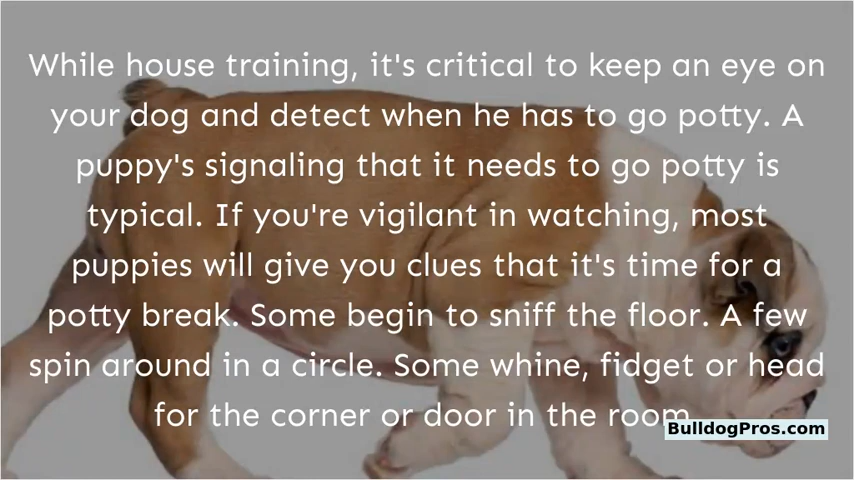 While house training, it's critical to keep an eye on
your dog and detect when he has to go potty. A
puppy's signaling that it needs to go potty is
typical. If you're vigilant in watching, most
puppies will give you clues that it's time for a
potty break. Some begin to sniff the floor. A few
spin around in a circle. Some whine, fidget or head
for the corner or door in the room.
BulldogPros.com